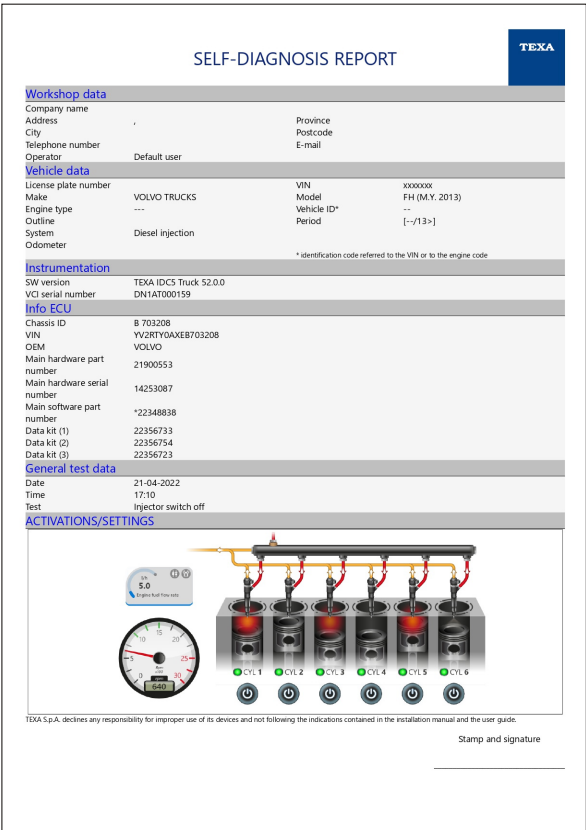 TEXA
SELF-DIAGNOSIS REPORT
Workshop data
Company name
Address , Province
City Postcode
Telephone number E-mail
Operator Default user
Vehicle data
License plate number VIN xxxxxxx
Make VOLVO TRUCKS Model FH (M.Y. 2013)
Engine type --- Vehicle ID* --
Outline Period [--/13>]
System Diesel injection
Odometer
* identification code referred to the VIN or to the engine code
Instrumentation
SW version TEXA IDC5 Truck 52.0.0
VCI serial number DN1AT000159
Info ECU
Chassis ID B 703208
VIN YV2RTY0AXEB703208
OEM VOLVO
Main hardware part number 21900553
Main hardware serial number 14253087
Main software part number *22348838
Data kit (1) 22356733
Data kit (2) 22356754
Data kit (3) 22356723
General test data
Date 21-04-2022
Time 17:10
Test Injector switch off
ACTIVATIONS/SETTINGS
5.0
Engine fuel flow rate
0 5 10 15 20 25 30
rpm
640
CYL 1 CYL 2 CYL 3 CYL 4 CYL 5 CYL 6
TEXA S.p.A. declines any responsibility for improper use of its devices and not following the indications contained in the installation manual and the user guide.
Stamp and signature